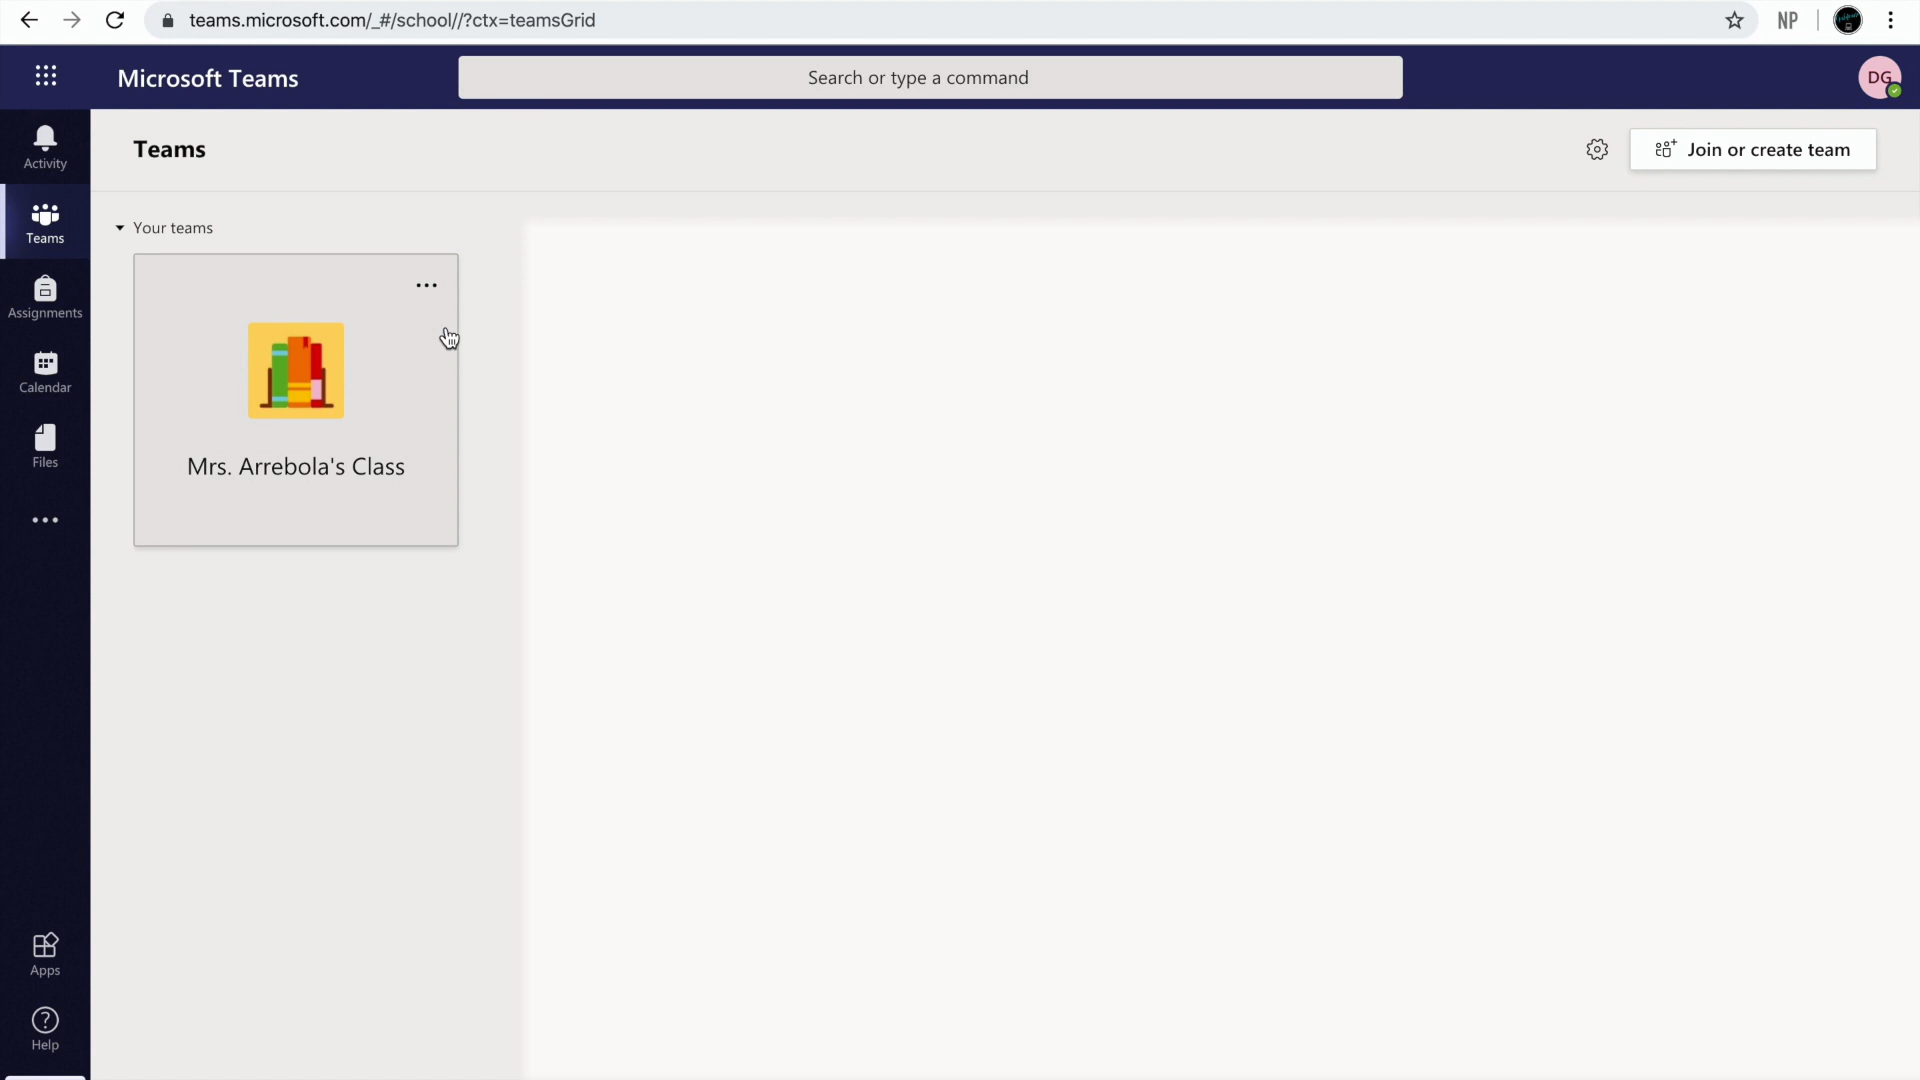 teams.microsoft.com/_#/school//?ctx=teamsGrid
NP
Microsoft Teams
Search or type a command
DG
Activity
Teams
Assignments
Calendar
Files
Apps
Help
Teams
Join or create team
Your teams
Mrs. Arrebola's Class